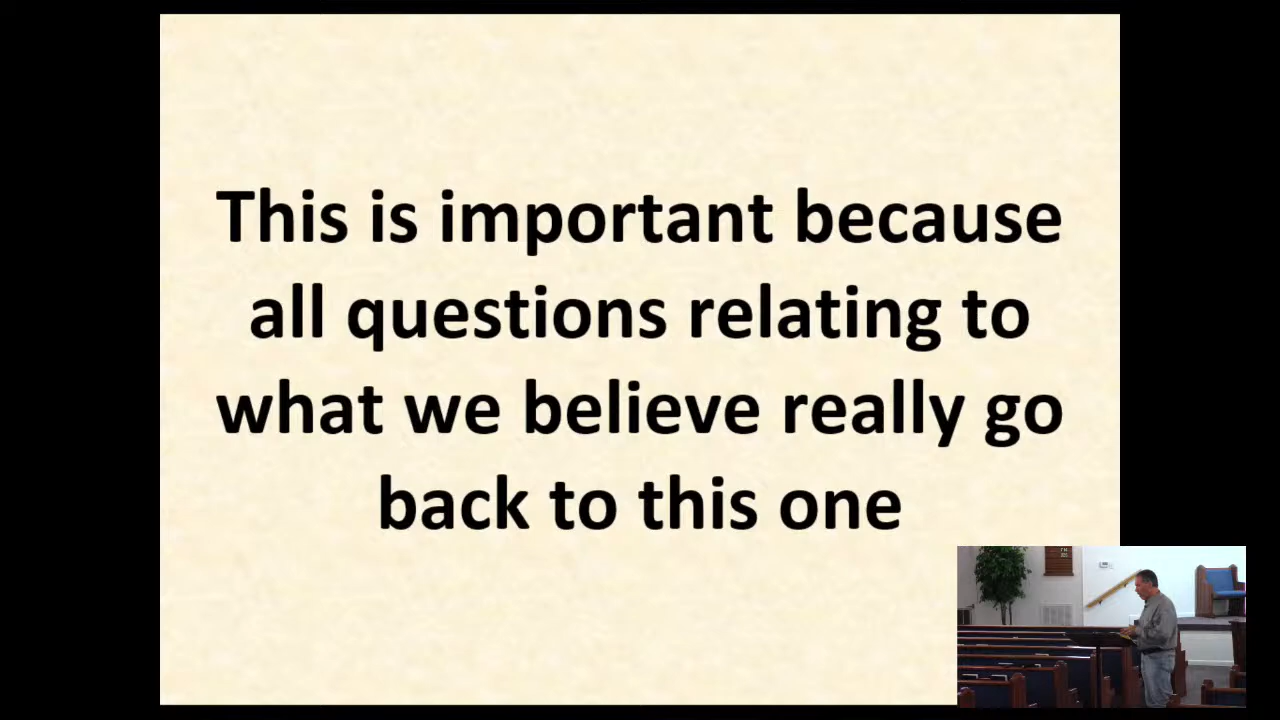 This is important because
all questions relating to
what we believe really go
back to this one